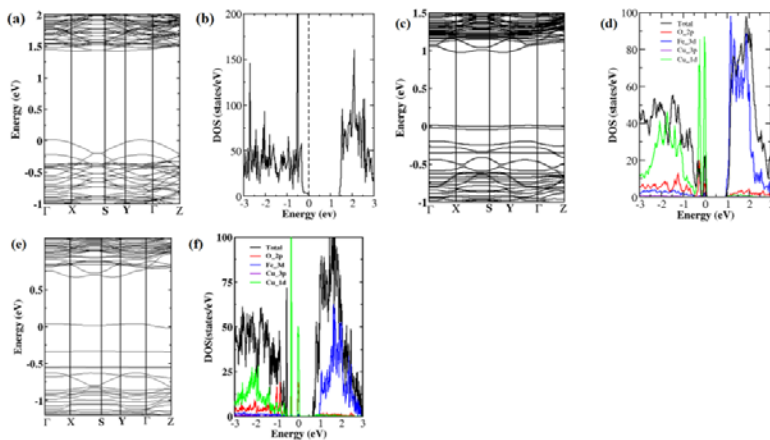 (a)
Energy (eV)
2
1.5
1
0.5
0
-0.5
-1
Γ X S Y Γ Z
(b)
DOS (states/eV)
200
150
100
50
0
-3 -2 -1 0 1 2 3
Energy (ev)
(c)
Energy (eV)
1.5
1
0.5
0
-0.5
-1
Γ X S Y Γ Z
(d)
DOS (states/eV)
100
80
60
40
20
0
Total
O_2p
Fe_3d
Cu_3p
Cu_1d
-3 -2 -1 0 1 2 3
Energy (eV)
(e)
Energy (eV)
1
0.5
0
-0.5
-1
Γ X S Y Γ Z
(f)
DOS(states/eV)
100
75
50
25
0
Total
O_2p
Fe_3d
Cu_3p
Cu_1d
-3 -2 -1 0 1 2 3
Energy (eV)